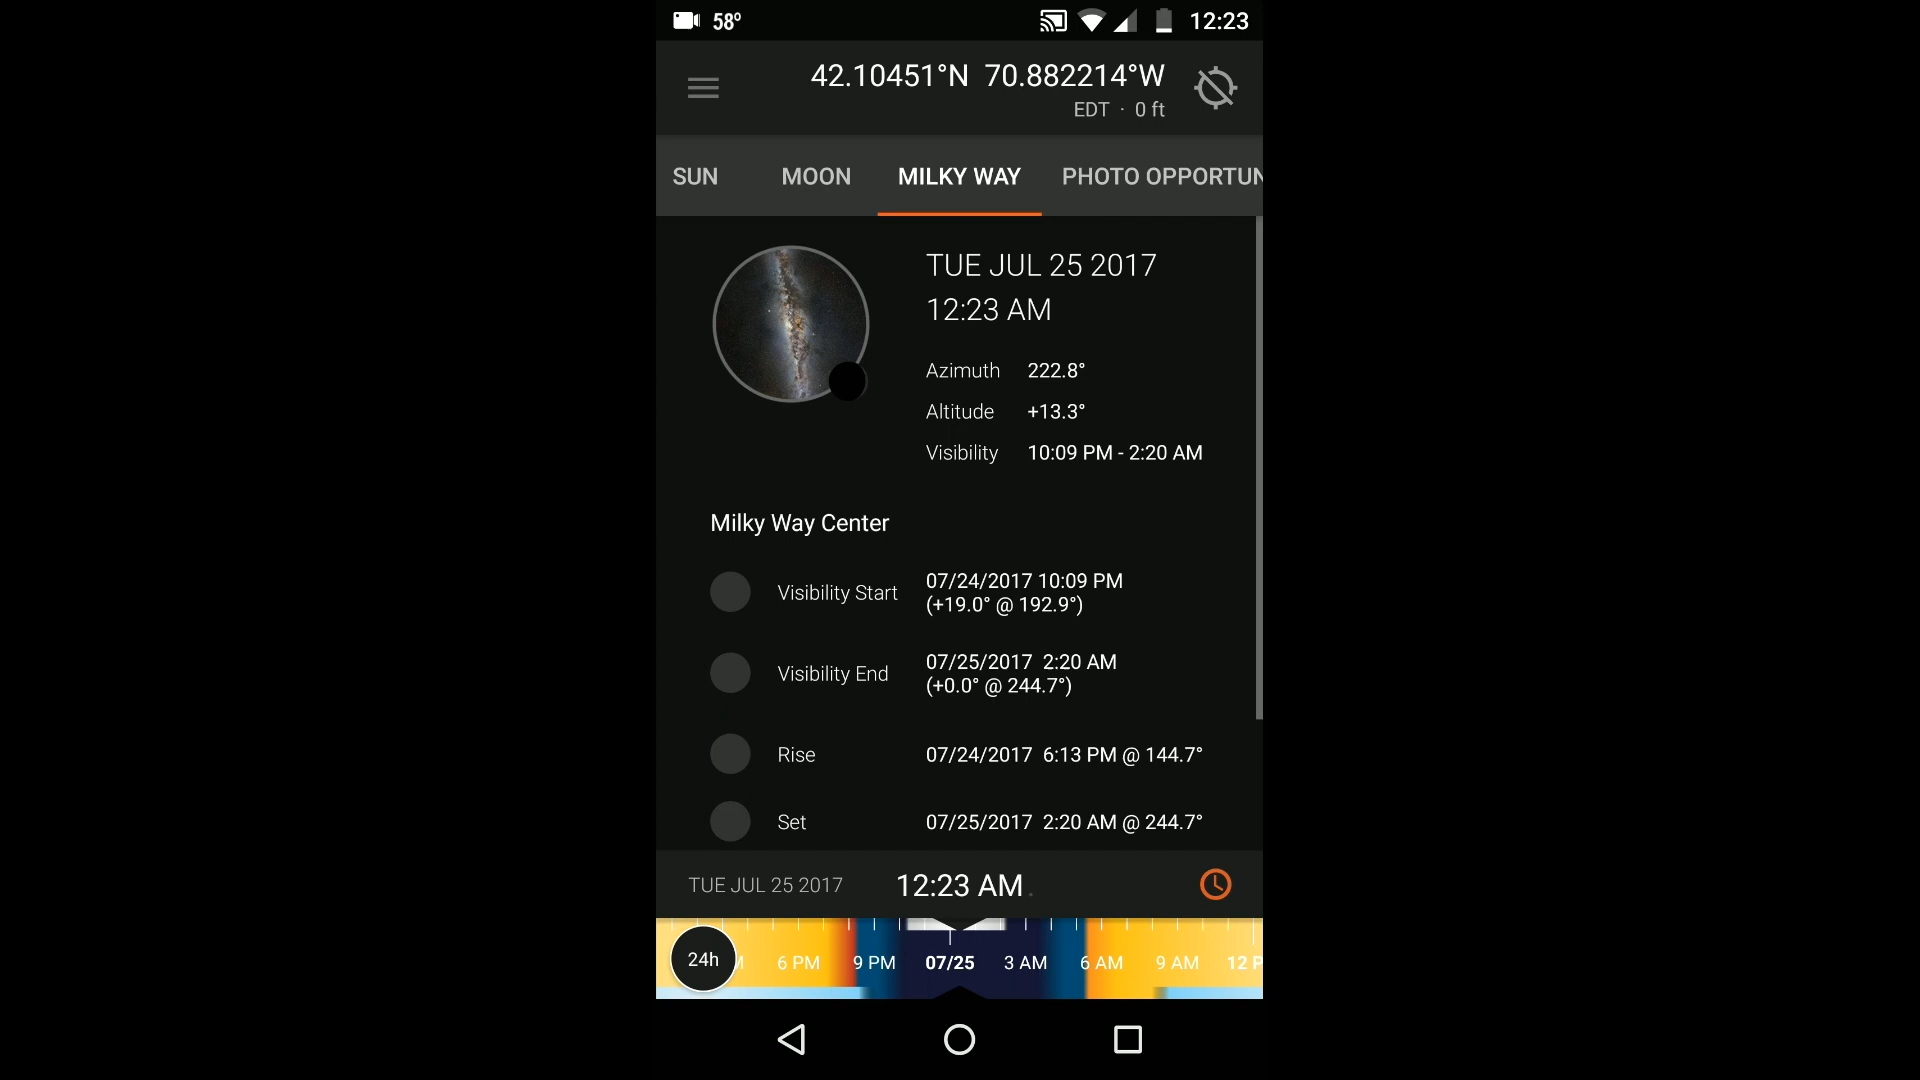 58° 12:23
42.10451°N 70.882214°W
EDT · 0 ft
SUN MOON MILKY WAY PHOTO OPPORTUN
TUE JUL 25 2017
12:23 AM
Azimuth 222.8°
Altitude +13.3°
Visibility 10:09 PM - 2:20 AM
Milky Way Center
Visibility Start 07/24/2017 10:09 PM
(+19.0° @ 192.9°)
Visibility End 07/25/2017 2:20 AM
(+0.0° @ 244.7°)
Rise 07/24/2017 6:13 PM @ 144.7°
Set 07/25/2017 2:20 AM @ 244.7°
TUE JUL 25 2017 12:23 AM
24h 6 PM 9 PM 07/25 3 AM 6 AM 9 AM 12 P